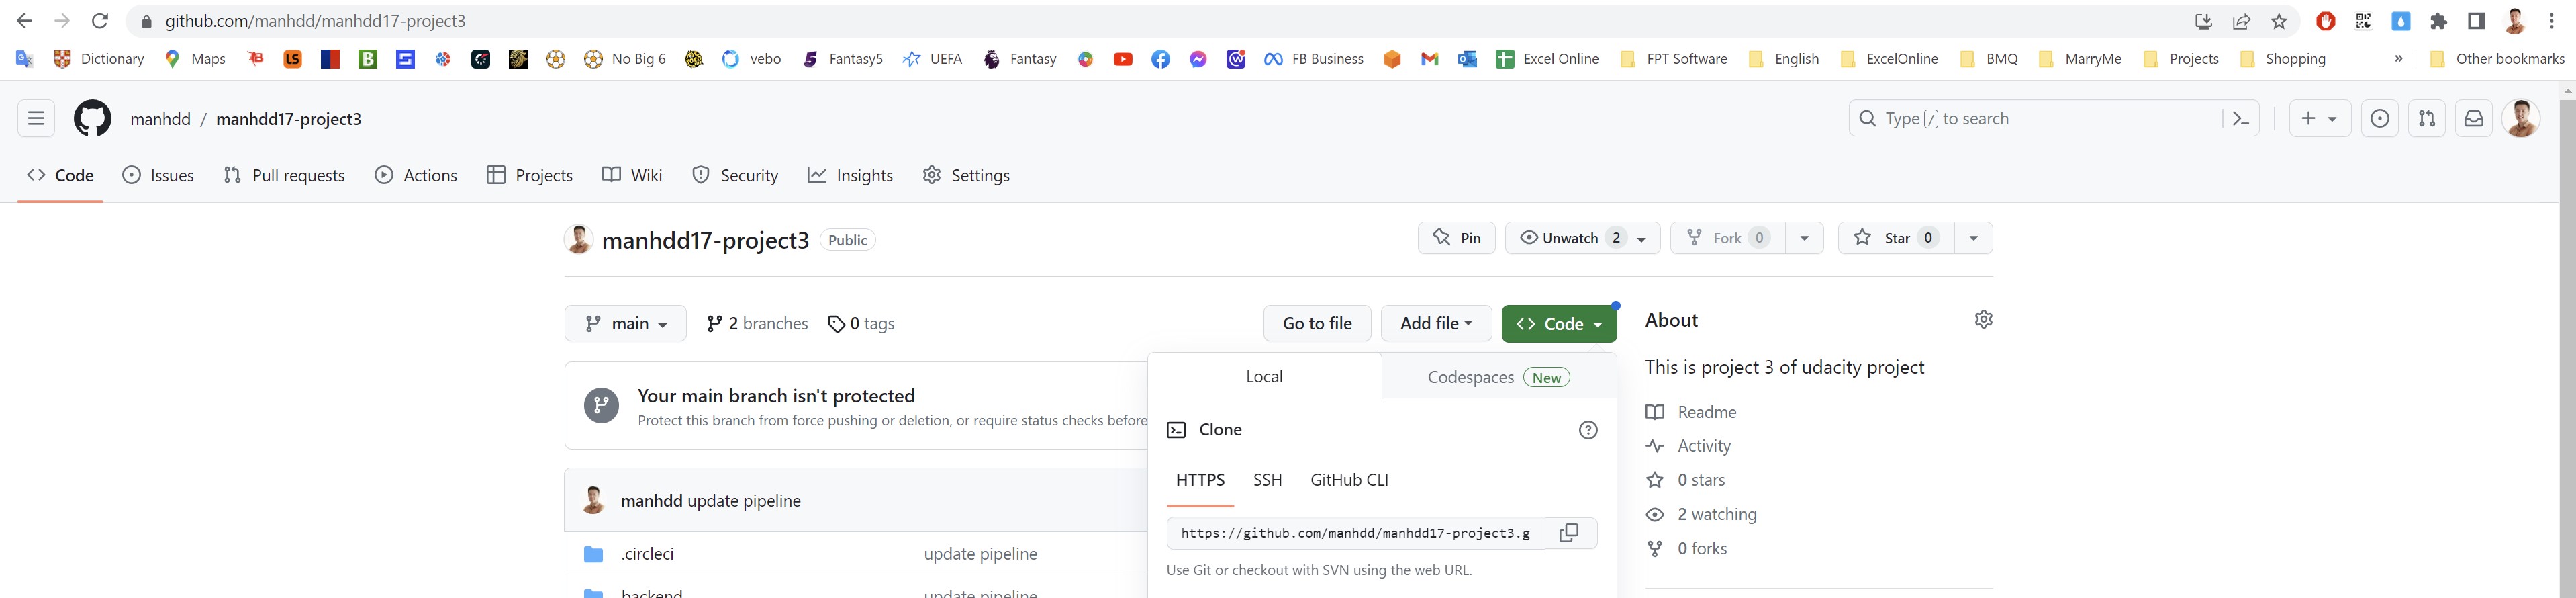 github.com/manhdd/manhdd17-project3
Dictionary Maps LS B No Big 6 vebo Fantasy5 UEFA Fantasy FB Business Excel Online FPT Software English ExcelOnline BMQ MarryMe Projects Shopping » Other bookmarks
manhdd / manhdd17-project3 Type / to search
Code Issues Pull requests Actions Projects Wiki Security Insights Settings
manhdd17-project3 Public Pin Unwatch 2 Fork 0 Star 0
main 2 branches 0 tags Go to file Add file Code About
Local Codespaces New
This is project 3 of udacity project
Your main branch isn't protected
Protect this branch from force pushing or deletion, or require status checks before
Clone
Readme
Activity
HTTPS SSH GitHub CLI
0 stars
manhdd update pipeline
2 watching
https://github.com/manhdd/manhdd17-project3.g
0 forks
.circleci update pipeline
Use Git or checkout with SVN using the web URL.
backend update pipeline